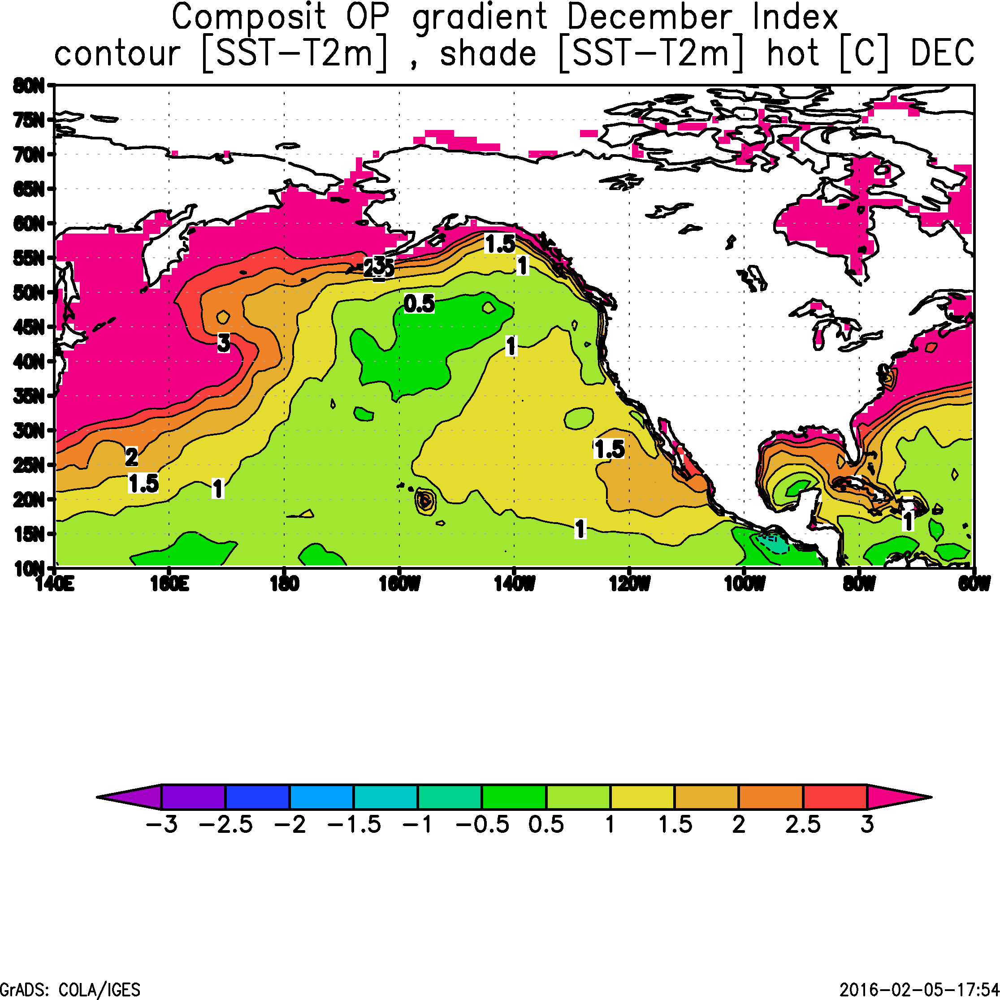 Composit OP gradient December Index
contour [SST-T2m] , shade [SST-T2m] hot [C] DEC
80N
75N
70N
65N
60N
55N
50N
45N
40N
35N
30N
25N
20N
15N
10N
1.5
3
1
0.5
3
1
1.5
2
1.5
1
1
1
140E 160E 180 160W 140W 120W 100W 80W 60W
-3 -2.5 -2 -1.5 -1 -0.5 0.5 1 1.5 2 2.5 3
GrADS: COLA/IGES
2016-02-05-17:54